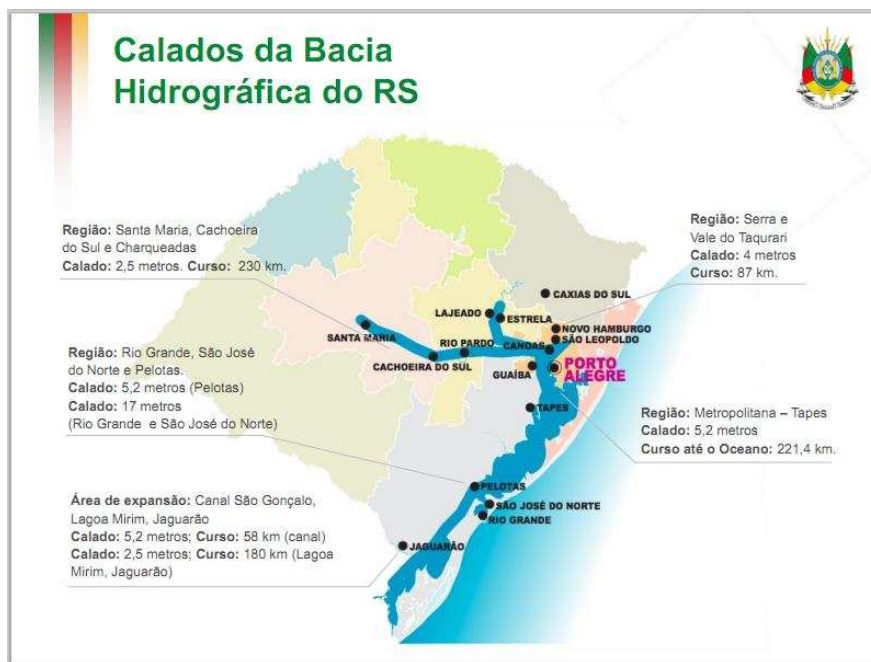 Calados da Bacia
Hidrográfica do RS
Região: Santa Maria, Cachoeira
do Sul e Charqueadas
Calado: 2,5 metros. Curso: 230 km.
Região: Serra e
Vale do Taqurari
Calado: 4 metros
Curso: 87 km.
CAXIAS DO SUL
LAJEADO
ESTRELA
NOVO HAMBURGO
SÃO LEOPOLDO
SANTA MARIA
RIO PARDO
CANOAS
CACHOEIRA DO SUL
GUAÍBA
PORTO
ALEGRE
TAPES
Região: Rio Grande, São José
do Norte e Pelotas.
Calado: 5,2 metros (Pelotas)
Calado: 17 metros
(Rio Grande e São José do Norte)
Região: Metropolitana – Tapes
Calado: 5,2 metros
Curso até o Oceano: 221,4 km.
PELOTAS
SÃO JOSÉ DO NORTE
RIO GRANDE
JAGUARÃO
Área de expansão: Canal São Gonçalo,
Lagoa Mirim, Jaguarão
Calado: 5,2 metros; Curso: 58 km (canal)
Calado: 2,5 metros; Curso: 180 km (Lagoa
Mirim, Jaguarão)